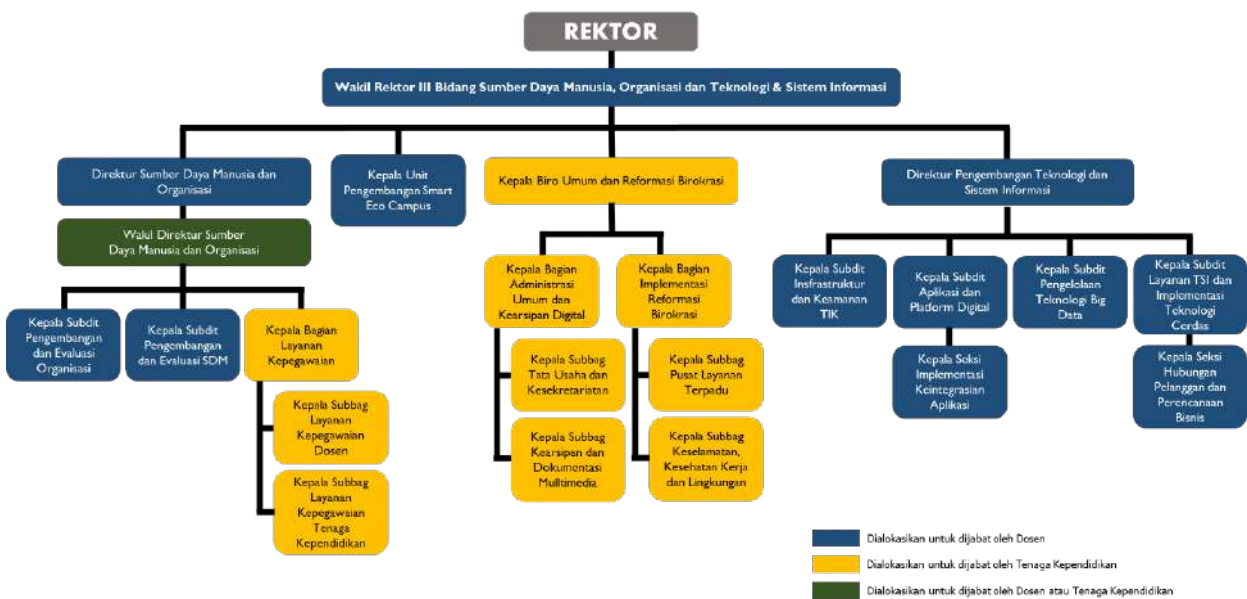 REKTOR
Wakil Rektor III Bidang Sumber Daya Manusia, Organisasi dan Teknologi & Sistem Informasi
Direktur Sumber Daya Manusia dan
Organisasi
Kepala Unit
Pengembangan Smart
Eco Campus
Kepala Biro Umum dan Reformasi Birokrasi
Direktur Pengembangan Teknologi dan
Sistem Informasi
Wakil Direktur Sumber
Daya Manusia dan Organisasi
Kepala Subdit
Pengembangan
dan Evaluasi
Organisasi
Kepala Subdit
Pengembangan
dan Evaluasi SDM
Kepala Bagian
Layanan
Kepegawaian
Kepala Subbag
Layanan
Kepegawaian
Dosen
Kepala Subbag
Layanan
Kepegawaian
Tenaga
Kependidikan
Kepala Bagian
Administrasi
Umum dan
Kearsipan Digital
Kepala Bagian
Implementasi
Reformasi
Birokrasi
Kepala Subbag
Tata Usaha dan
Kesekretariatan
Kepala Subbag
Pusat Layanan
Terpadu
Kepala Subbag
Kearsipan dan
Dokumentasi
Mulltimedia
Kepala Subbag
Keselamatan,
Kesehatan Kerja
dan Lingkungan
Kepala Subdit
Insfrastruktur
dan Keamanan
TIK
Kepala Subdit
Aplikasi dan
Platform Digital
Kepala Subdit
Pengelolaan
Teknologi Big
Data
Kepala Subdit
Layanan TSI dan
Implementasi
Teknologi
Cerdas
Kepala Seksi
Implementasi
Keintegrasian
Aplikasi
Kepala Seksi
Hubungan
Pelanggan dan
Perencanaan
Bisnis
Dialokasikan untuk dijabat oleh Dosen
Dialokasikan untuk dijabat oleh Tenaga Kependidikan
Dialokasikan untuk dijabat oleh Dosen atau Tenaga Kependidikan